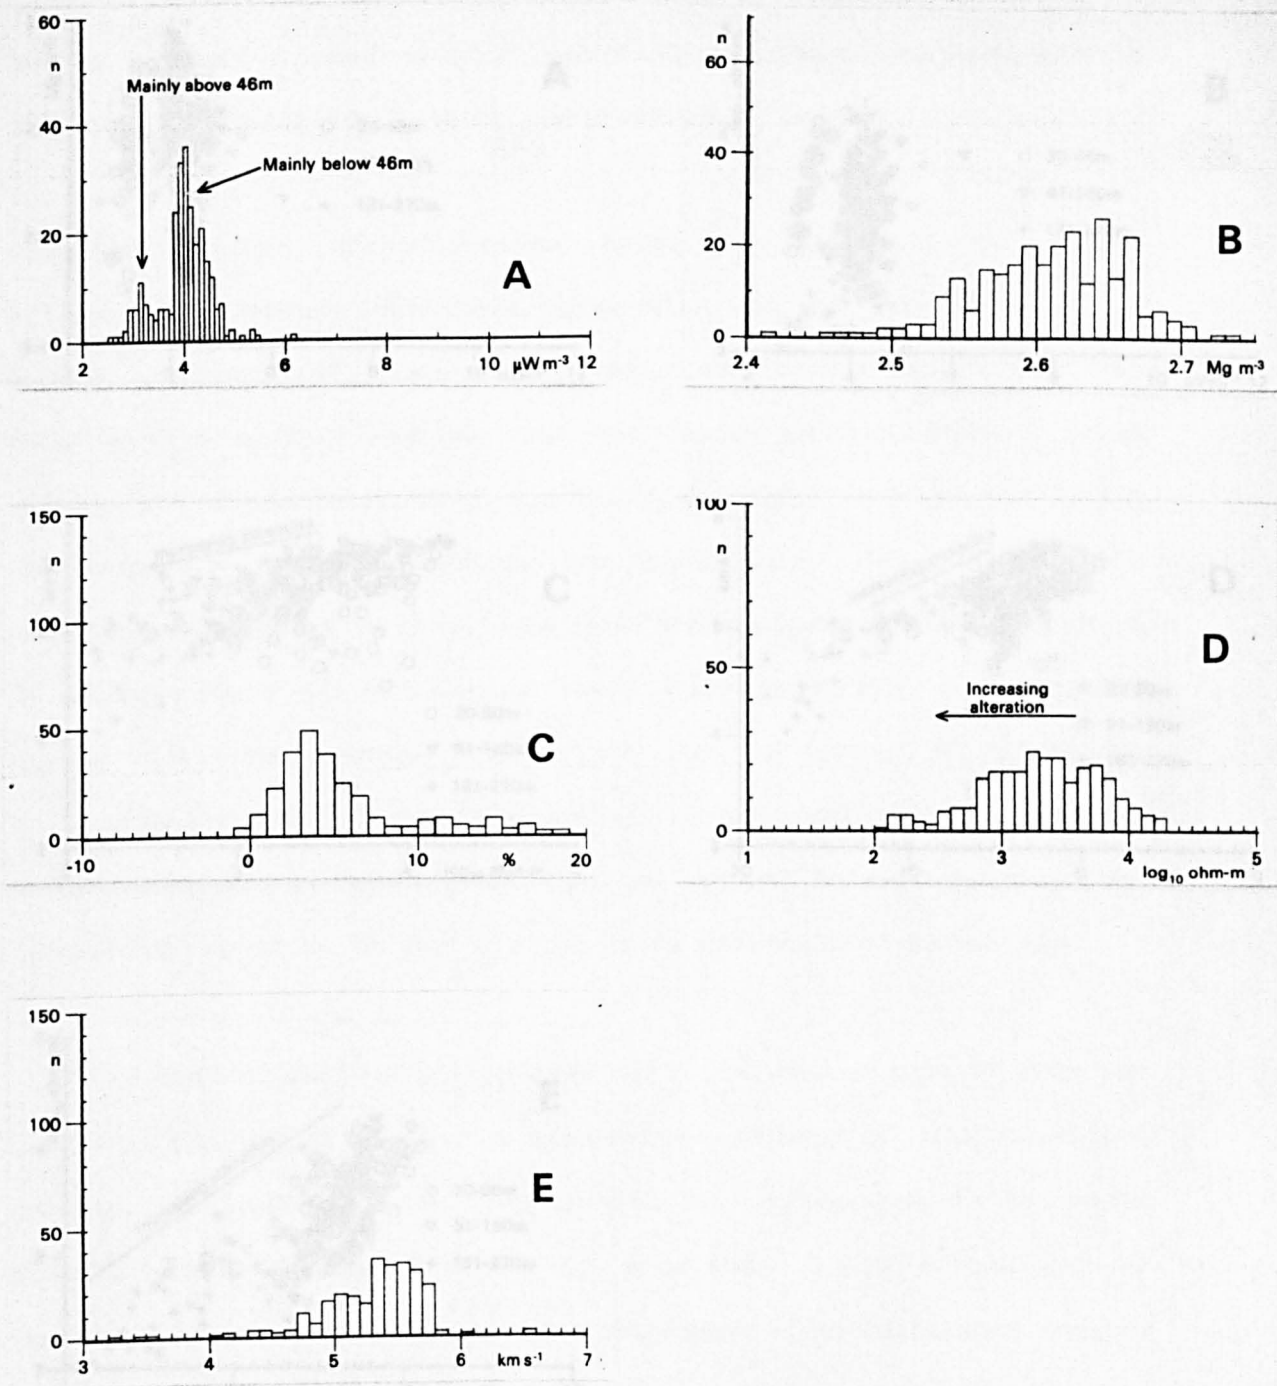 60
n
Mainly above 46m
40
Mainly below 46m
20
A
0
2 4 6 8 10 µW m⁻³ 12
n
60
40
20
B
0
2.4 2.5 2.6 2.7 Mg m⁻³
150
n
100
50
C
0
-10 0 10 % 20
100
n
50
D
Increasing
alteration
0
1 2 3 4 5
log₁₀ ohm-m
150
n
100
50
E
0
3 4 5 6 km s⁻¹ 7